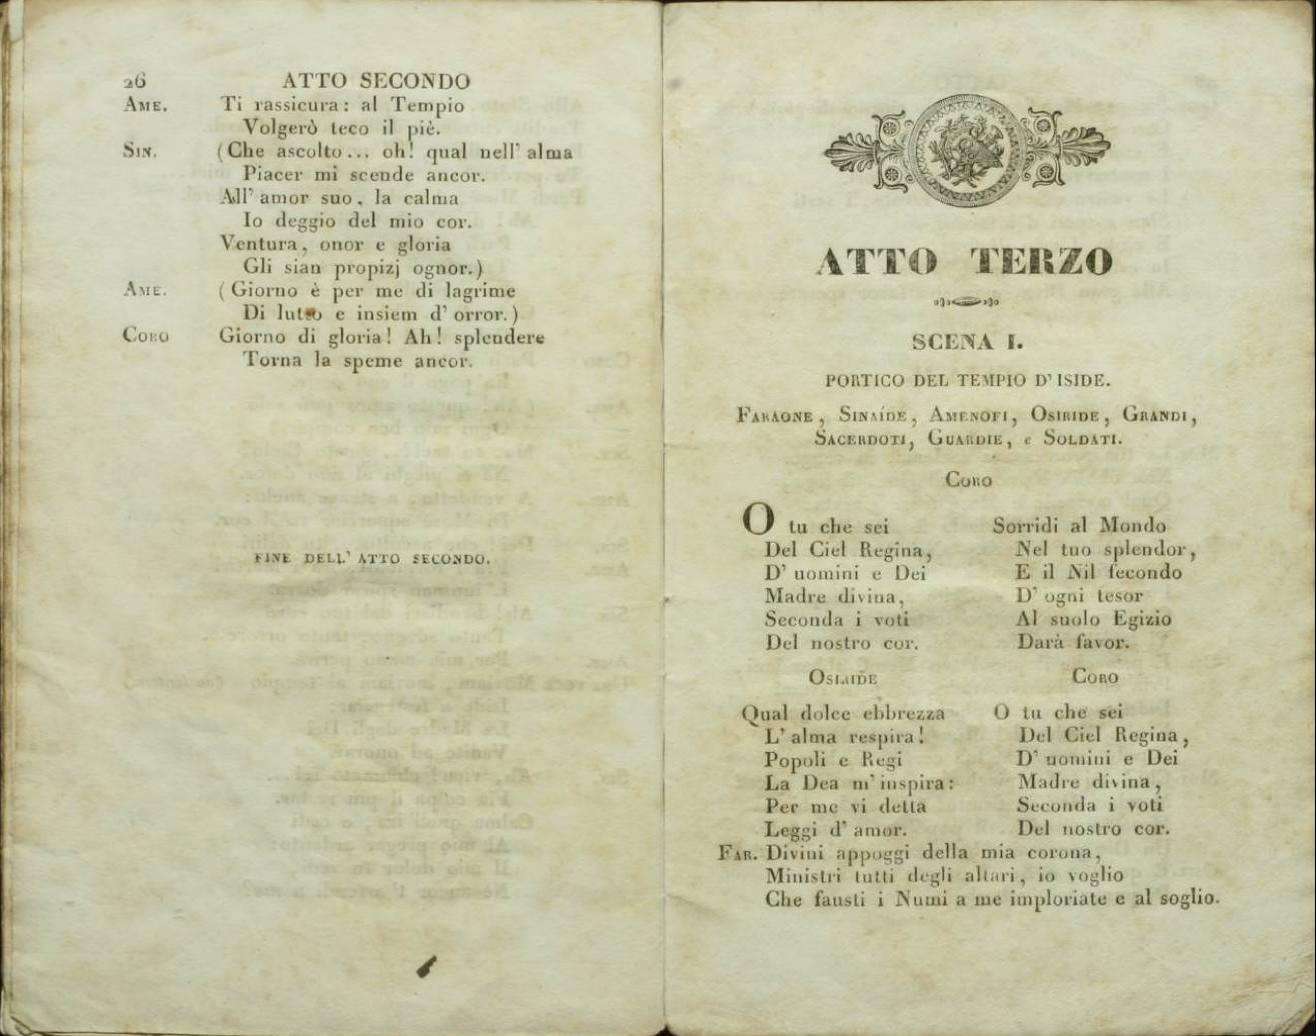 26 ATTO SECONDO
AME. Ti rassicura: al Tempio
Volgerò teco il piè.
SIN. (Che ascolto... oh! qual nell' alma
Piacer mi scende ancor.
All' amor suo, la calma
Io deggio del mio cor.
Ventura, onor e gloria
Gli sian propizj ognor.)
AME. (Giorno è per me di lagrime
Di lutto e insiem d' orror.)
CORO Giorno di gloria! Ah! splendere
Torna la speme ancor.
FINE DELL' ATTO SECONDO.
ATTO TERZO
SCENA I.
PORTICO DEL TEMPIO D' ISIDE.
FARAONE, SINAÍDE, AMENOFI, OSIRIDE, GRANDI,
SACERDOTI, GUARDIE, e SOLDATI.
CORO
O tu che sei
Del Ciel Regina,
D' uomini e Dei
Madre divina,
Seconda i voti
Del nostro cor.
Sorridi al Mondo
Nel tuo splendor,
E il Nil fecondo
D' ogni tesor
Al suolo Egizio
Darà favor.
OSIRIDE
Qual dolce ebbrezza
L' alma respira!
Popoli e Regi
La Dea m' inspira:
Per me vi detta
Leggi d' amor.
CORO
O tu che sei
Del Ciel Regina,
D' uomini e Dei
Madre divina,
Seconda i voti
Del nostro cor.
FAR. Divini appoggi della mia corona,
Ministri tutti degli altari, io voglio
Che fausti i Numi a me imploriate e al soglio.